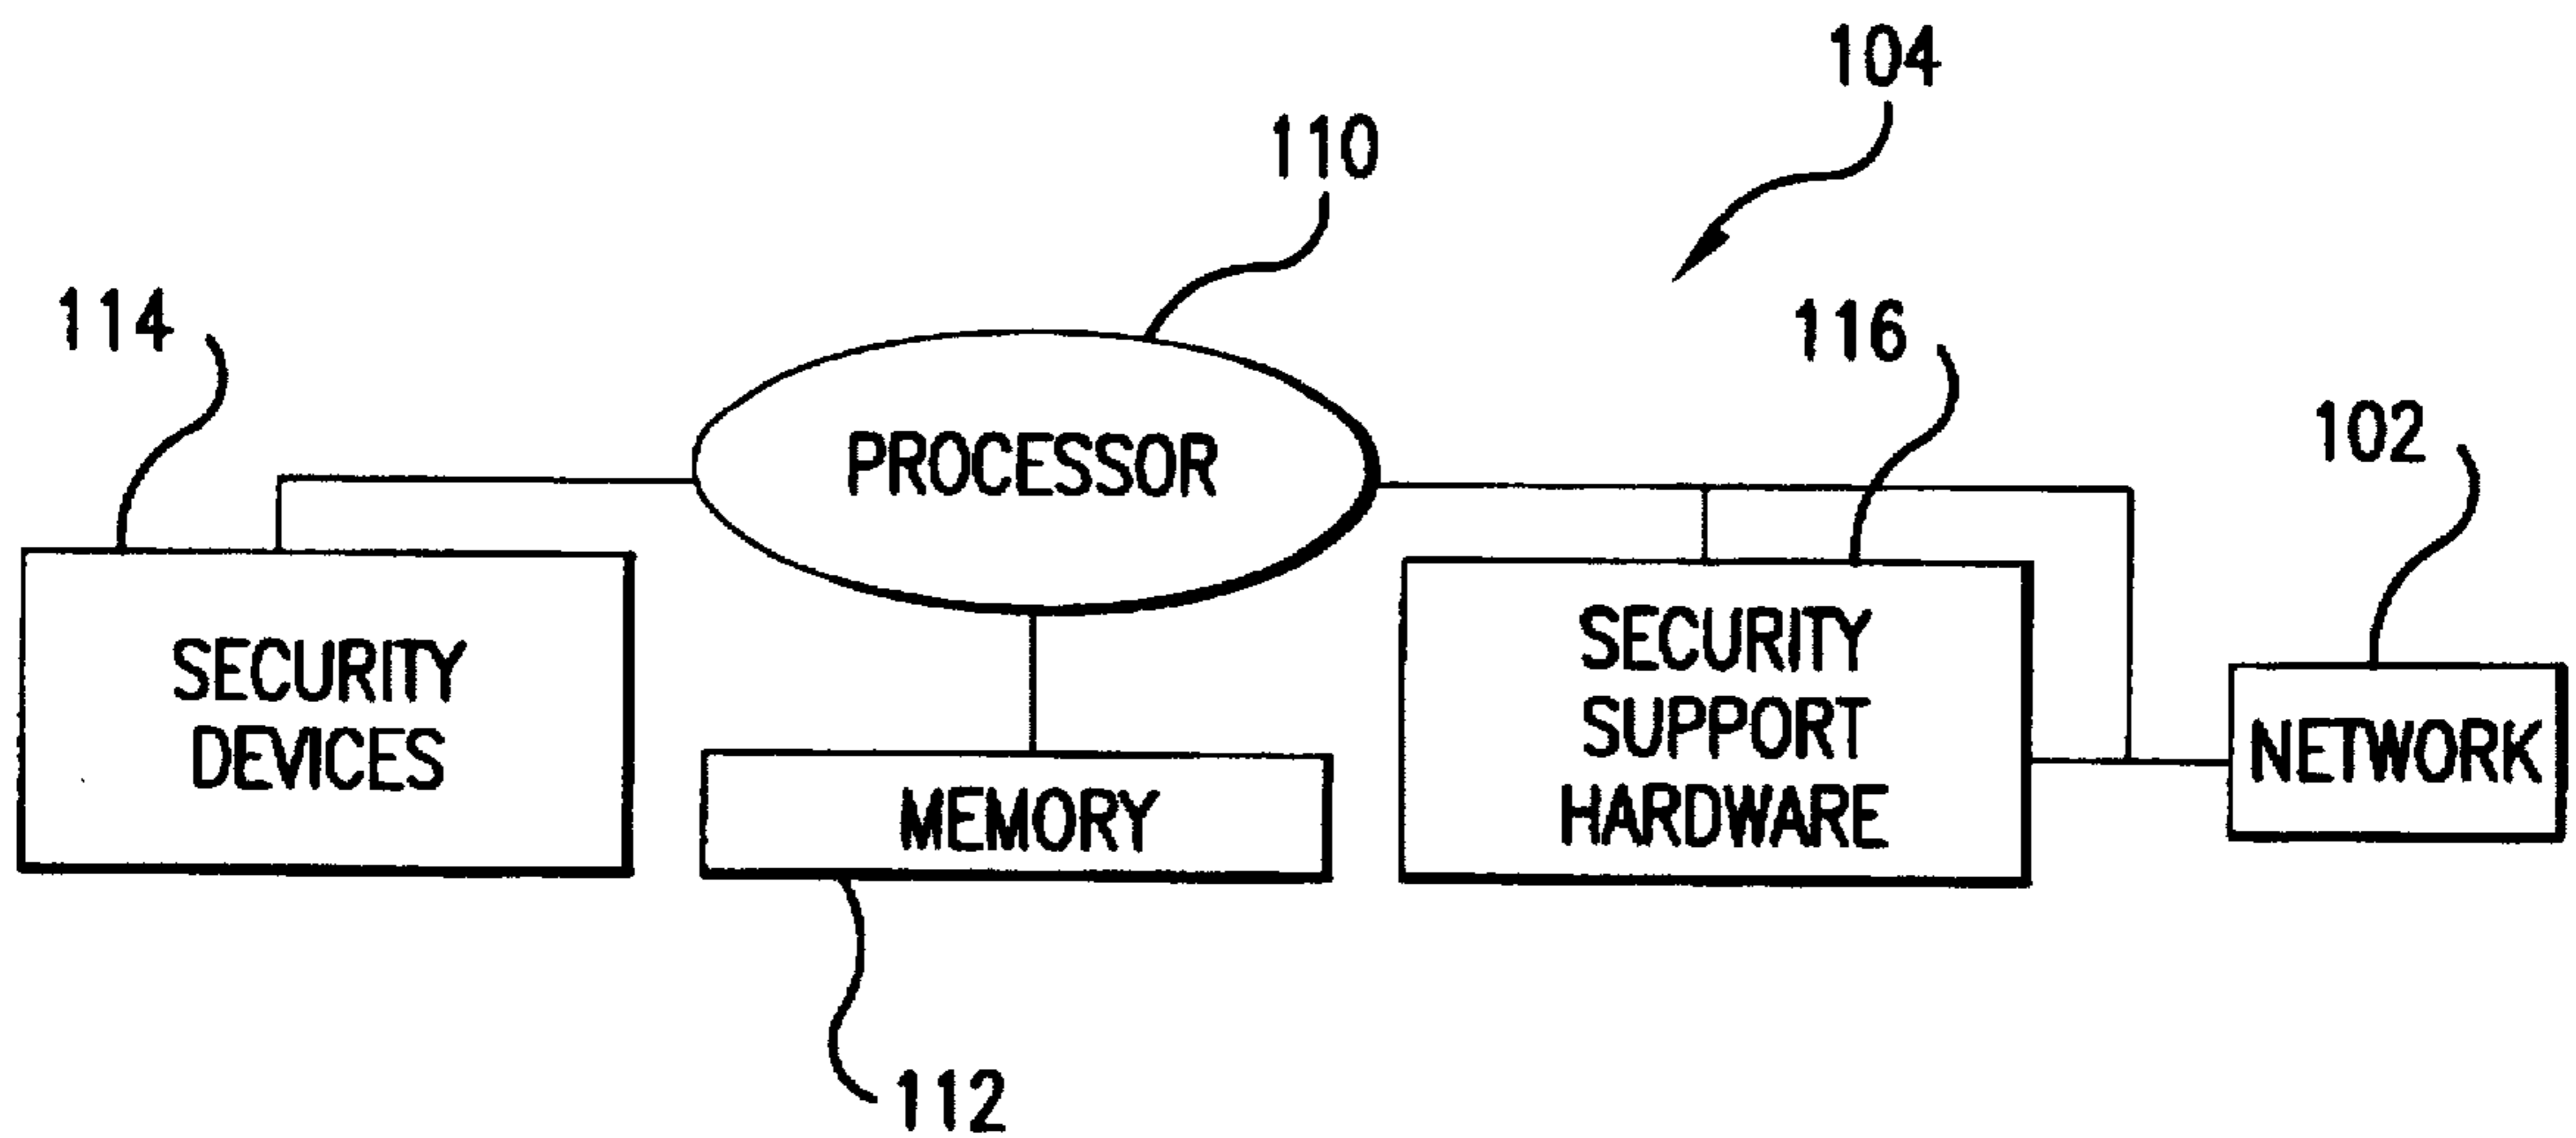 104
110
114
116
102
PROCESSOR
SECURITY
DEVICES
MEMORY
SECURITY
SUPPORT
HARDWARE
NETWORK
112